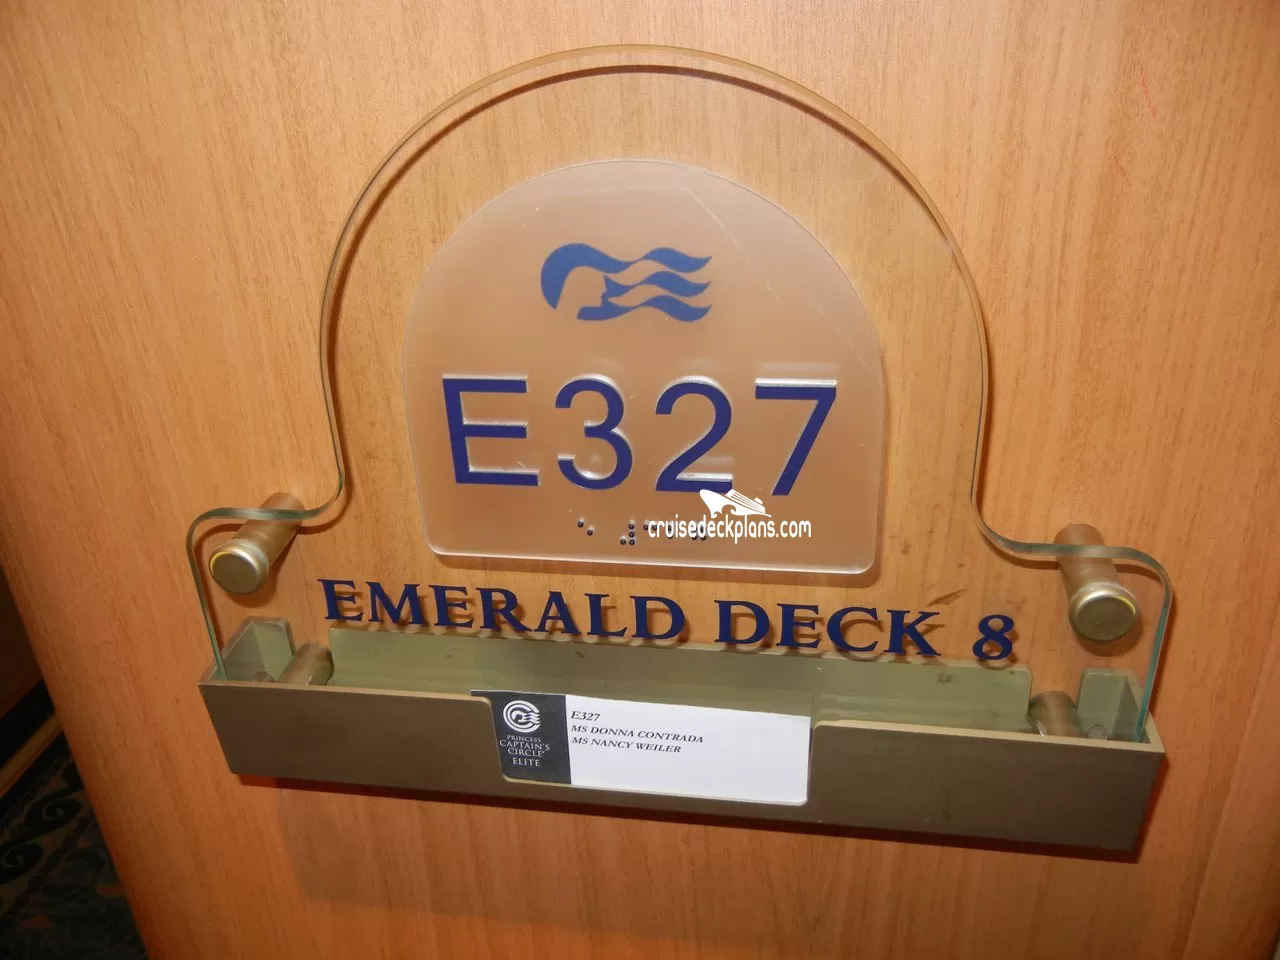 E327
cruisedeckplans.com
EMERALD DECK 8
PRINCESS
CAPTAIN'S
CIRCLE®
ELITE
E327
MS DONNA CONTRADA
MS NANCY WEILER